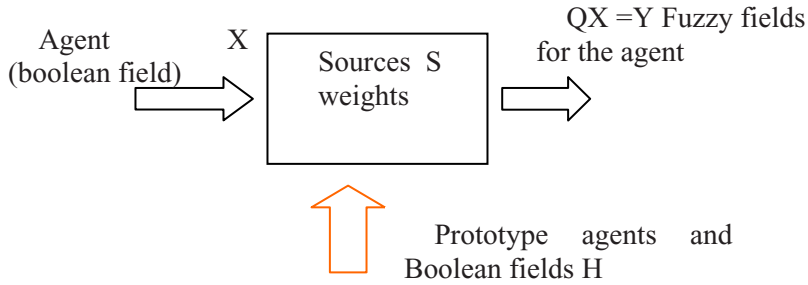 Agent
(boolean field)
X
Sources S
weights
QX =Y Fuzzy fields
for the agent
Prototype agents and
Boolean fields H